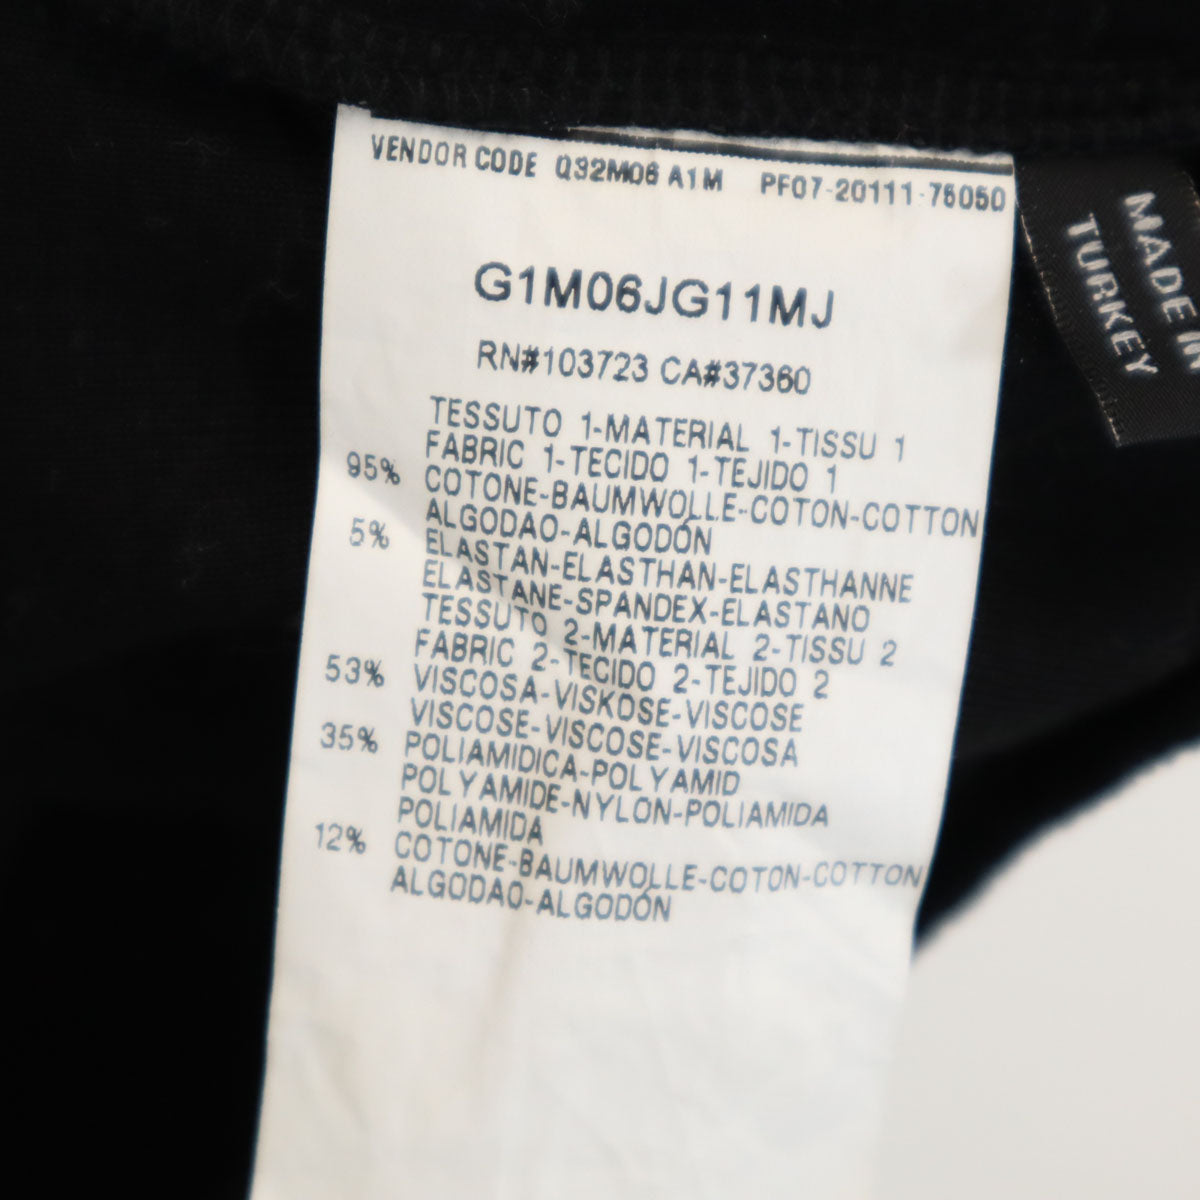 VENDOR CODE Q32M06 A1M PF07-20111-76050
G1M06JG11MJ
RN#103723 CA#37360
TESSUTO 1-MATERIAL 1-TISSU 1
FABRIC 1-TECIDO 1-TEJIDO 1
95% COTONE-BAUMWOLLE-COTON-COTTON
ALGODAO-ALGODÓN
5% ELASTAN-ELASTHAN-ELASTHANNE
ELASTANE-SPANDEX-ELASTANO
TESSUTO 2-MATERIAL 2-TISSU 2
FABRIC 2-TECIDO 2-TEJIDO 2
53% VISCOSA-VISKOSE-VISCOSE
VISCOSE-VISCOSE-VISCOSA
35% POLIAMIDICA-POLYAMID
POLYAMIDE-NYLON-POLIAMIDA
POLIAMIDA
12% COTONE-BAUMWOLLE-COTON-COTTON
ALGODAO-ALGODÓN
MADE IN
TURKEY